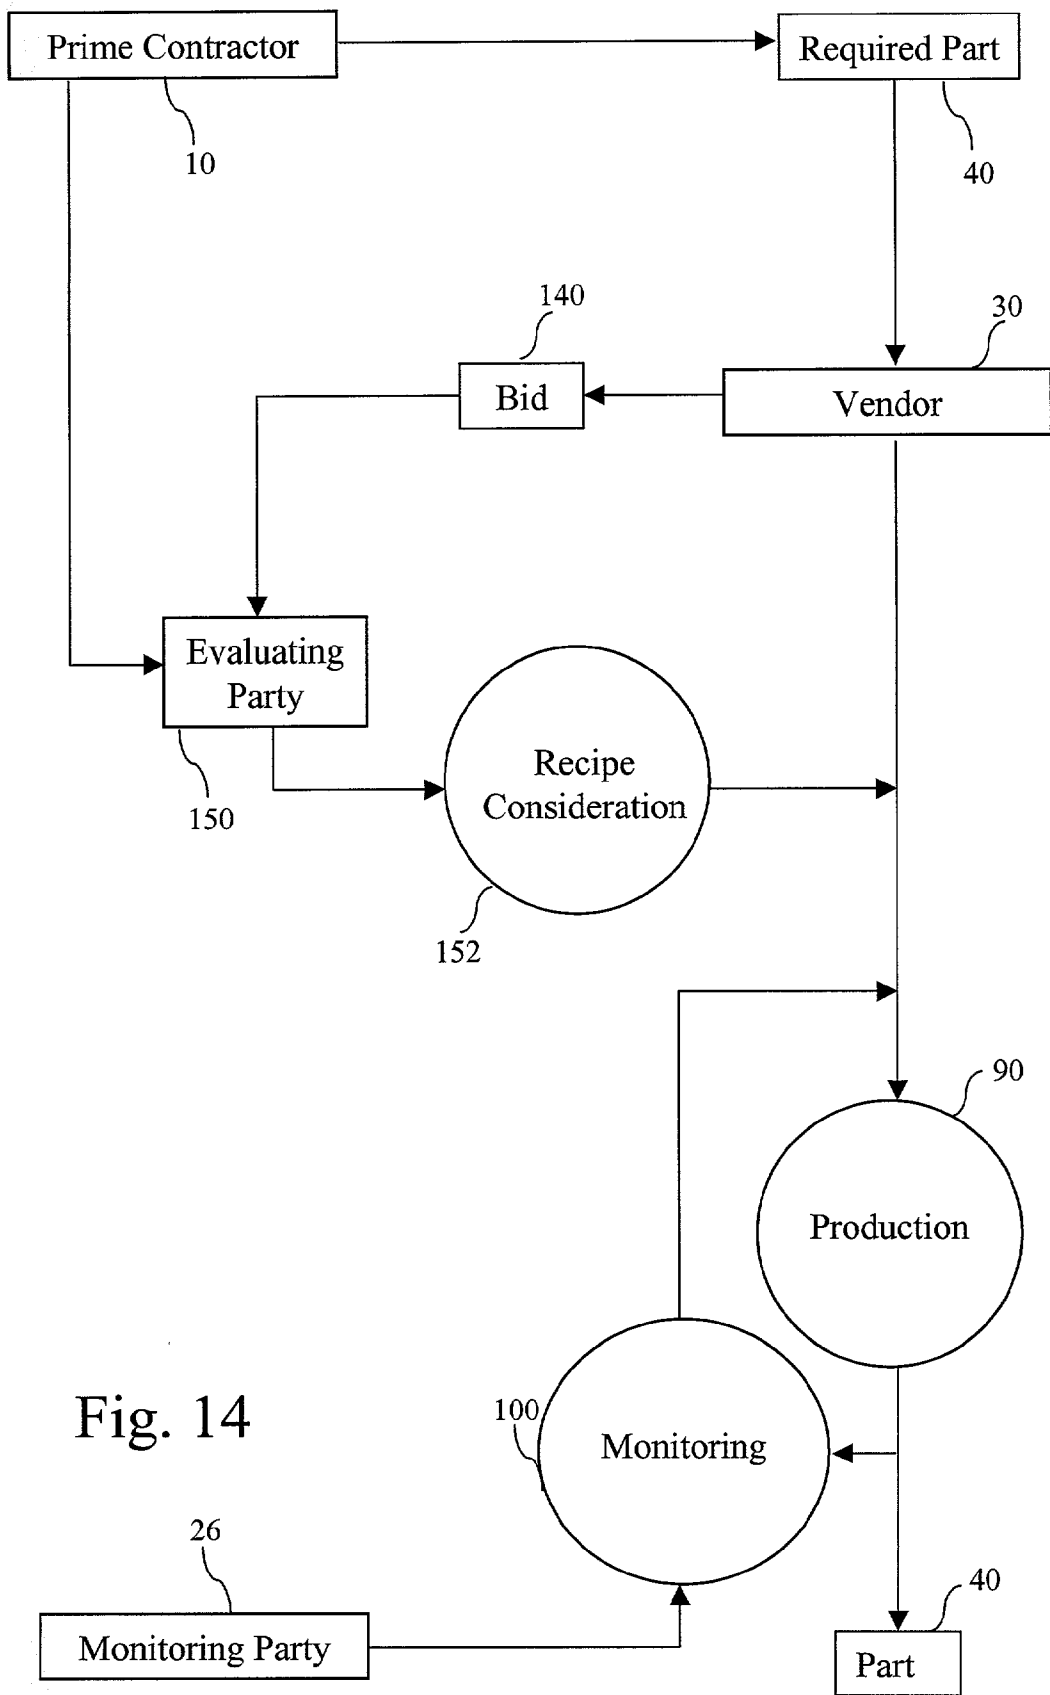 Prime Contractor
Required Part
10
40
140
30
Bid
Vendor
Evaluating
Party
150
Recipe
Consideration
152
90
Production
Fig. 14
100
Monitoring
26
40
Monitoring Party
Part